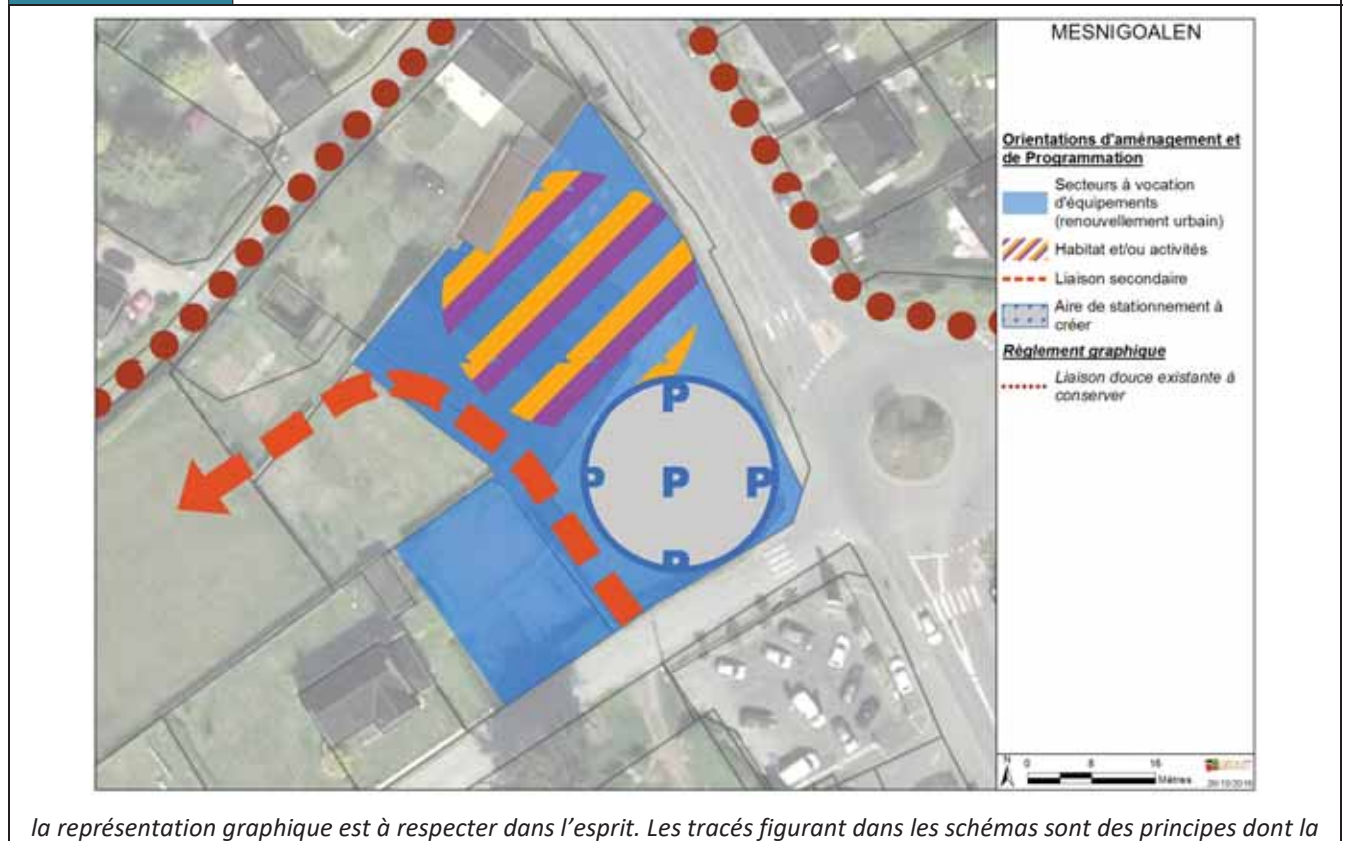 MESNIGOALEN
Orientations d'aménagement et
de Programmation
Secteurs à vocation
d'équipements
(renouvellement urbain)
Habitat et/ou activités
Liaison secondaire
Aire de stationnement à
créer
Règlement graphique
Liaison douce existante à
conserver
P
P P P
P
N 0 8 16
Mètres
la représentation graphique est à respecter dans l'esprit. Les tracés figurant dans les schémas sont des principes dont la